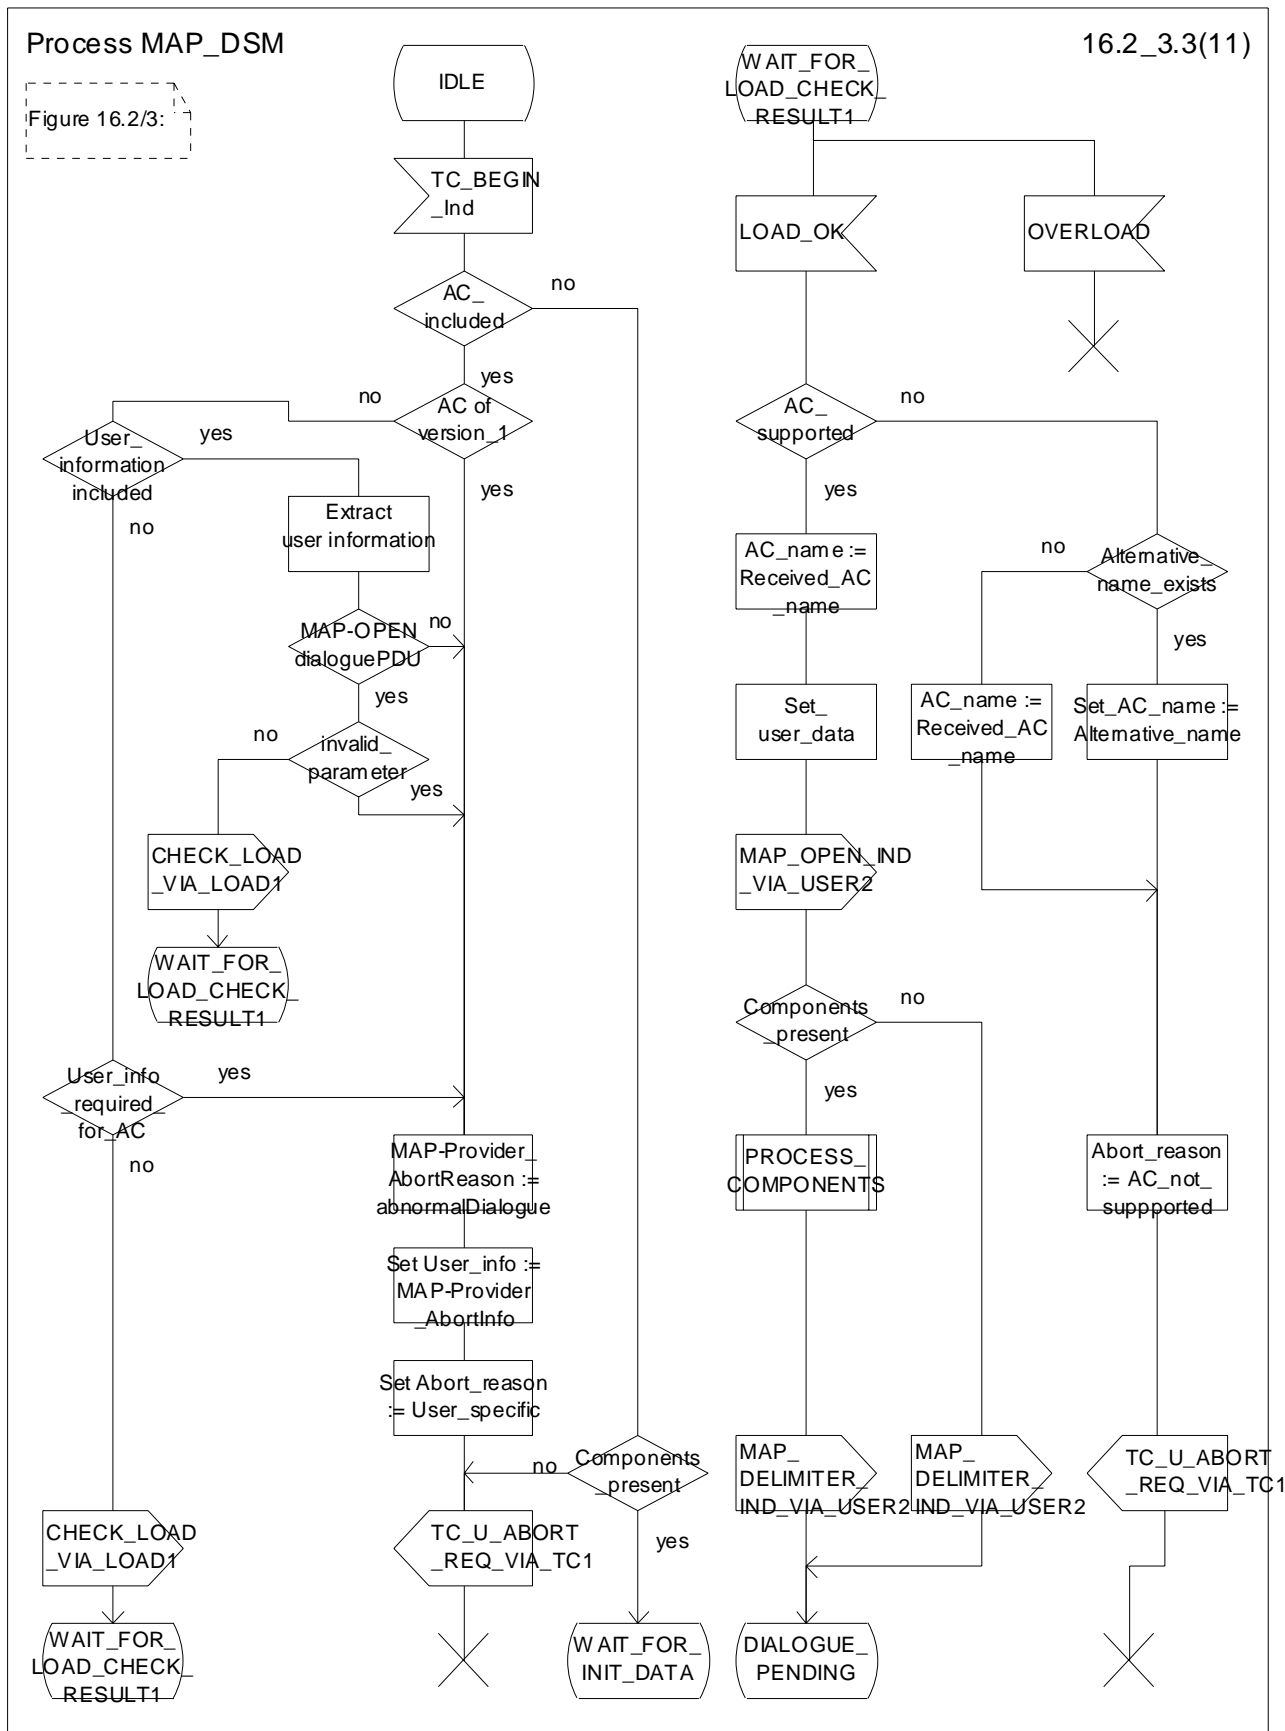 Process MAP_DSM
16.2_3.3(11)
Figure 16.2/3:
IDLE
TC_BEGIN
_Ind
AC_
included
no
yes
AC of
version_1
no
yes
User_
information
included
yes
no
Extract
user information
MAP-OPEN
dialoguePDU
no
yes
invalid_
parameter
no
yes
CHECK_LOAD
_VIA_LOAD1
WAIT_FOR_
LOAD_CHECK_
RESULT1
User_info
_required_
for_AC
yes
no
MAP-Provider_
AbortReason :=
abnormalDialogue
Set User_info :=
MAP-Provider
_AbortInfo
Set Abort_reason
:= User_specific
Components
_present
no
yes
CHECK_LOAD
_VIA_LOAD1
TC_U_ABORT
_REQ_VIA_TC1
WAIT_FOR_
LOAD_CHECK_
RESULT1
WAIT_FOR_
INIT_DATA
WAIT_FOR_
LOAD_CHECK_
RESULT1
LOAD_OK
OVERLOAD
AC_
supported
no
yes
AC_name :=
Received_AC
_name
Alternative_
name_exists
no
yes
Set_
user_data
AC_name :=
Received_AC
_name
Set_AC_name :=
Alternative_name
MAP_OPEN_IND
_VIA_USER2
Components
_present
no
yes
PROCESS_
COMPONENTS
Abort_reason
:= AC_not_
suppported
MAP_
DELIMITER_
IND_VIA_USER2
MAP_
DELIMITER_
IND_VIA_USER2
TC_U_ABORT
_REQ_VIA_TC1
DIALOGUE_
PENDING